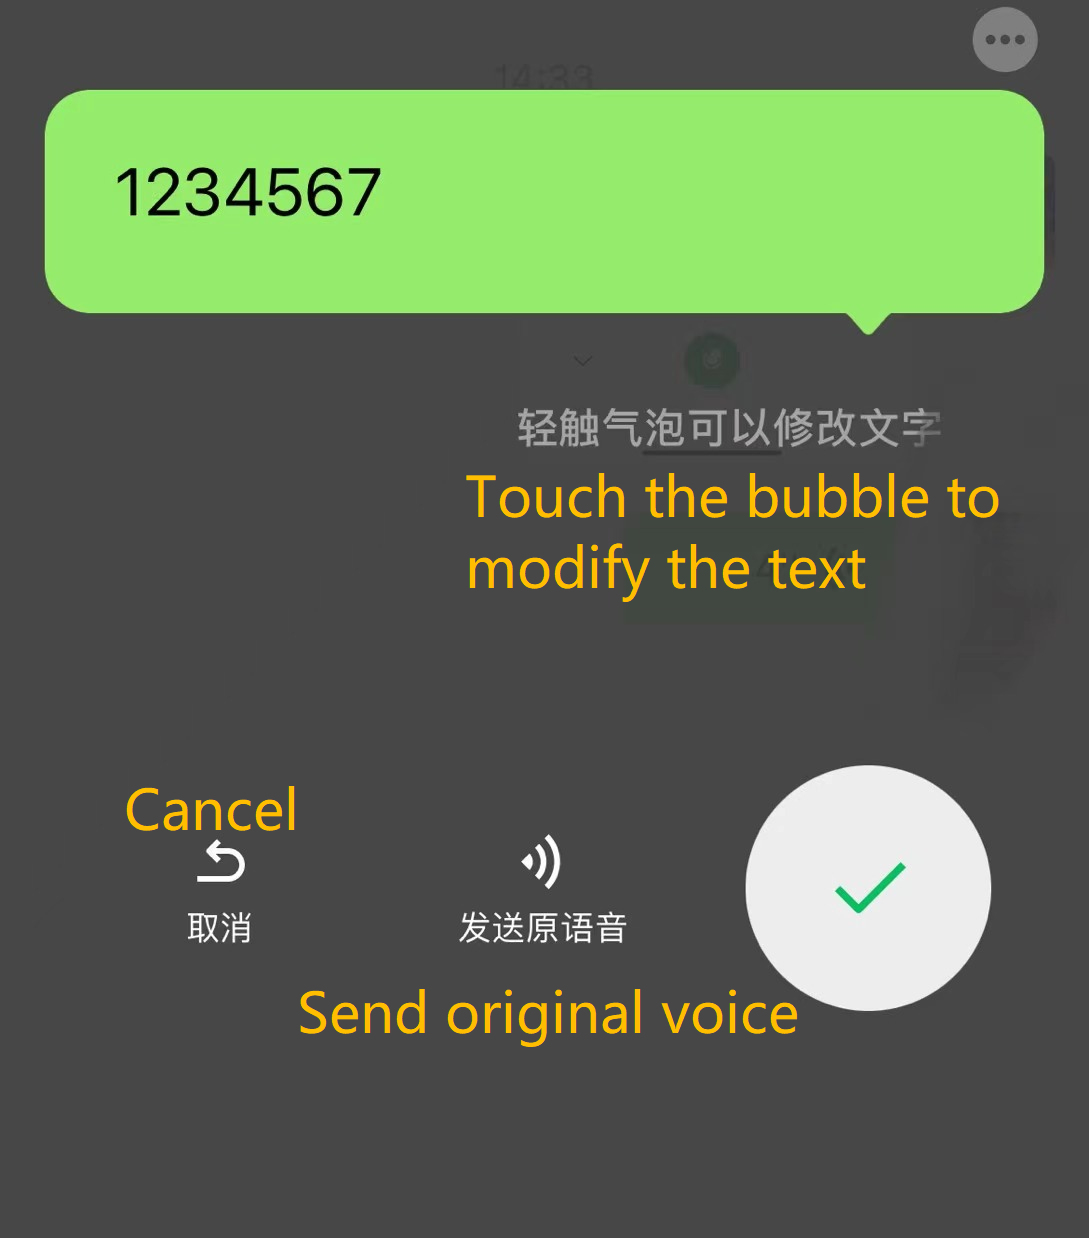 14:33
1234567
轻触气泡可以修改文字
Touch the bubble to
modify the text
Cancel
取消
发送原语音
Send original voice